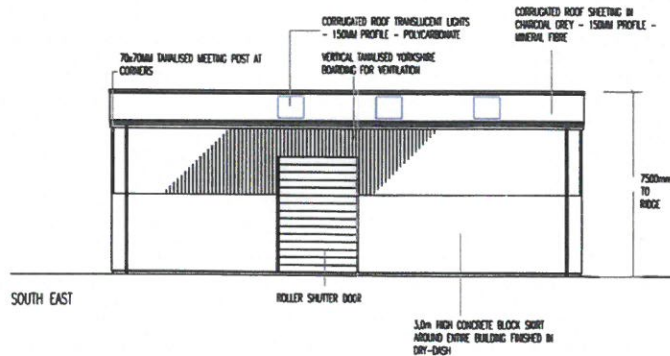 CORRUGATED ROOF TRANSLUCENT LIGHTS
- 150MM PROFILE - POLYCARBONATE
CORRUGATED ROOF SHEETING IN
CHARCOAL GREY - 150MM PROFILE -
MINERAL FIBRE
70x70MM TANALISED MEETING POST AT
CORNERS
VERTICAL TANALISED YORKSHIRE
BOARDING FOR VENTILATION
7500mm
TO
RIDGE
SOUTH EAST
ROLLER SHUTTER DOOR
3.0m HIGH CONCRETE BLOCK SKIRT
AROUND ENTIRE BUILDING FINISHED IN
DRY-DASH